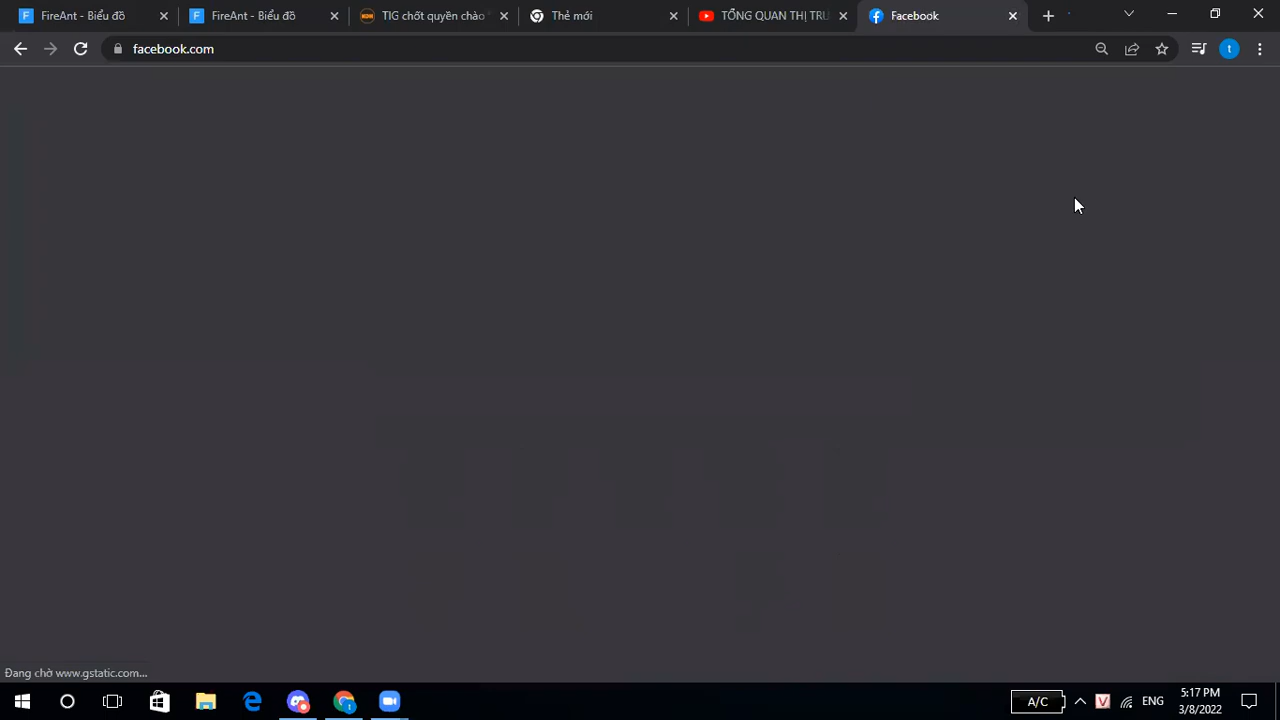 FireAnt - Biểu đồ
FireAnt - Biểu đồ
TIG chốt quyền chào
Thẻ mới
TỔNG QUAN THỊ TRƯ
Facebook
facebook.com
t
Đang chờ www.gstatic.com...
A/C
V
ENG
5:17 PM
3/8/2022